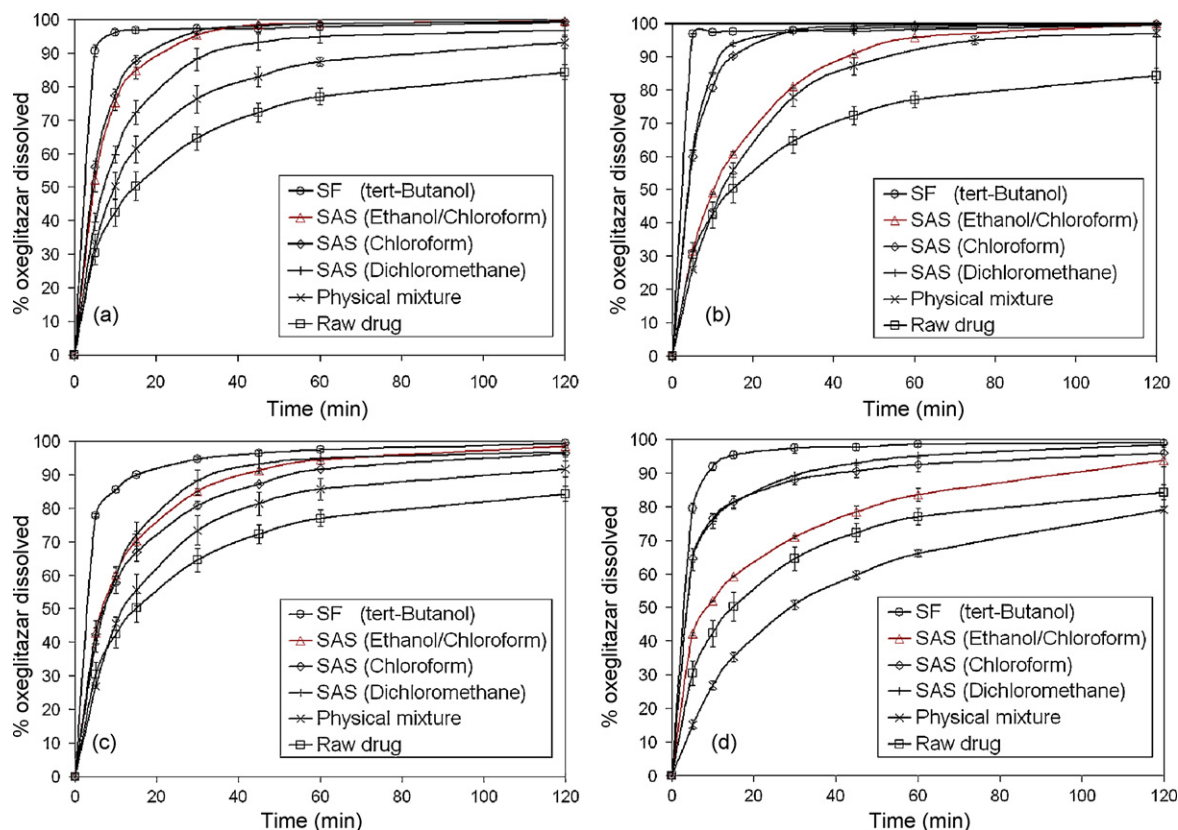 100
90
80
70
60
50
40
30
20
10
0
% oxeglitazar dissolved
(a)
SF (tert-Butanol)
SAS (Ethanol/Chloroform)
SAS (Chloroform)
SAS (Dichloromethane)
Physical mixture
Raw drug
0 20 40 60 80 100 120
Time (min)
100
90
80
70
60
50
40
30
20
10
0
% oxeglitazar dissolved
(b)
SF (tert-Butanol)
SAS (Ethanol/Chloroform)
SAS (Chloroform)
SAS (Dichloromethane)
Physical mixture
Raw drug
0 20 40 60 80 100 120
Time (min)
100
90
80
70
60
50
40
30
20
10
0
% oxeglitazar dissolved
(c)
SF (tert-Butanol)
SAS (Ethanol/Chloroform)
SAS (Chloroform)
SAS (Dichloromethane)
Physical mixture
Raw drug
0 20 40 60 80 100 120
Time (min)
100
90
80
70
60
50
40
30
20
10
0
% oxeglitazar dissolved
(d)
SF (tert-Butanol)
SAS (Ethanol/Chloroform)
SAS (Chloroform)
SAS (Dichloromethane)
Physical mixture
Raw drug
0 20 40 60 80 100 120
Time (min)